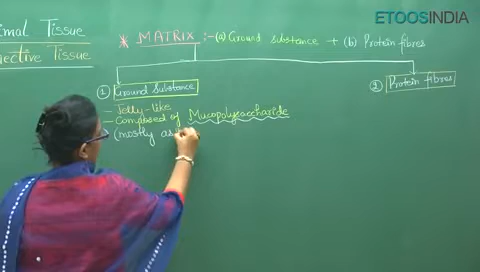 ETOOSINDIA
imal Tissue
ective Tissue
* MATRIX :- (a) Ground substance + (b) Protein fibres
① Ground Substance
② Protein fibres
- Jelly-like
- Composed of Mucopolysaccharide
(mostly as